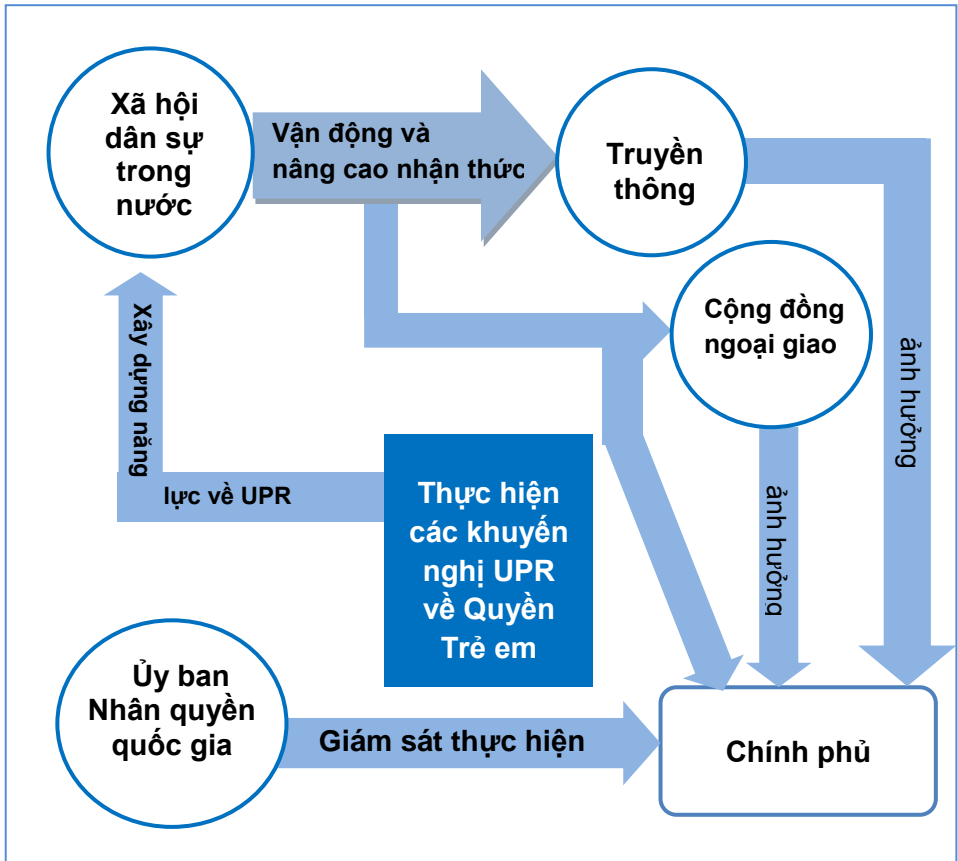 Xã hội
dân sự
trong
nước
Vận động và
nâng cao nhận thức
Truyền
thông
Cộng đồng
ngoại giao
ảnh hưởng
ảnh hưởng
Xây dựng năng
lực về UPR
Thực hiện
các khuyến
nghị UPR
về Quyền
Trẻ em
Ủy ban
Nhân quyền
quốc gia
Giám sát thực hiện
Chính phủ